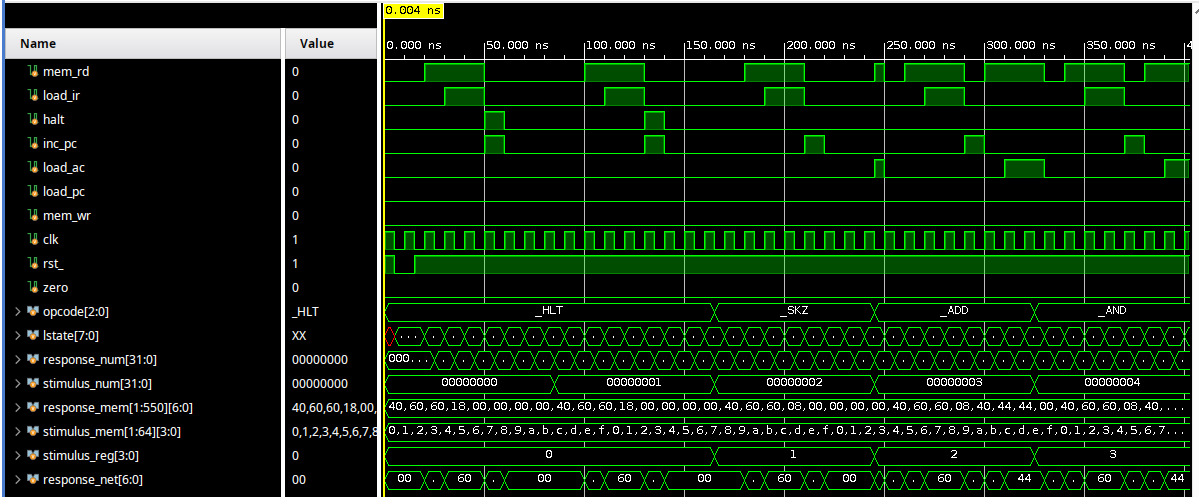 0.004 ns
Name Value
0.000 ns 50.000 ns 100.000 ns 150.000 ns 200.000 ns 250.000 ns 300.000 ns 350.000 ns
mem_rd 0
load_ir 0
halt 0
inc_pc 0
load_ac 0
load_pc 0
mem_wr 0
clk 1
rst_ 1
zero 0
opcode[2:0] _HLT _HLT _SKZ _ADD _AND
lstate[7:0] XX
response_num[31:0] 00000000 000...
stimulus_num[31:0] 00000000 00000000 00000001 00000002 00000003 00000004
response_mem[1:550][6:0] 40,60,60,18,00, 40,60,60,18,00,00,00,00,40,60,60,18,00,00,00,00,40,60,60,08,00,00,00,00,40,60,60,08,40,44,44,00,40,60,60,08,40,...
stimulus_mem[1:64][3:0] 0,1,2,3,4,5,6,7,8 0,1,2,3,4,5,6,7,8,9,a,b,c,d,e,f,0,1,2,3,4,5,6,7,8,9,a,b,c,d,e,f,0,1,2,3,4,5,6,7,8,9,a,b,c,d,e,f,0,1,2,3,4,5,6,7...
stimulus_reg[3:0] 0 0 1 2 3
response_net[6:0] 00 00 60 00 60 00 60 00 60 44 60 44